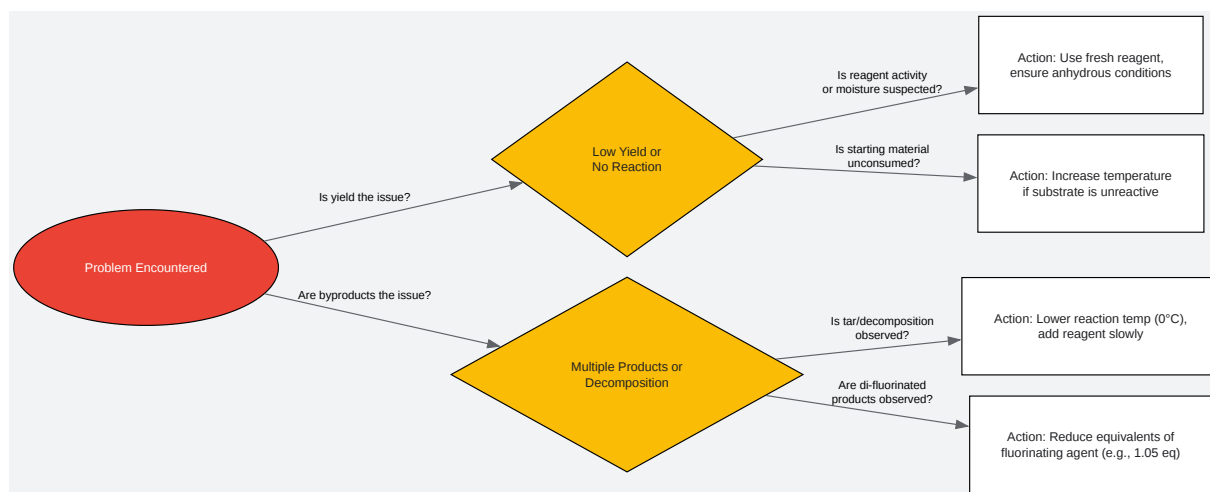 Problem Encountered
Is yield the issue?
Are byproducts the issue?
Low Yield or
No Reaction
Multiple Products or
Decomposition
Is reagent activity
or moisture suspected?
Is starting material
unconsumed?
Is tar/decomposition
observed?
Are di-fluorinated
products observed?
Action: Use fresh reagent,
ensure anhydrous conditions
Action: Increase temperature
if substrate is unreactive
Action: Lower reaction temp (0°C),
add reagent slowly
Action: Reduce equivalents of
fluorinating agent (e.g., 1.05 eq)